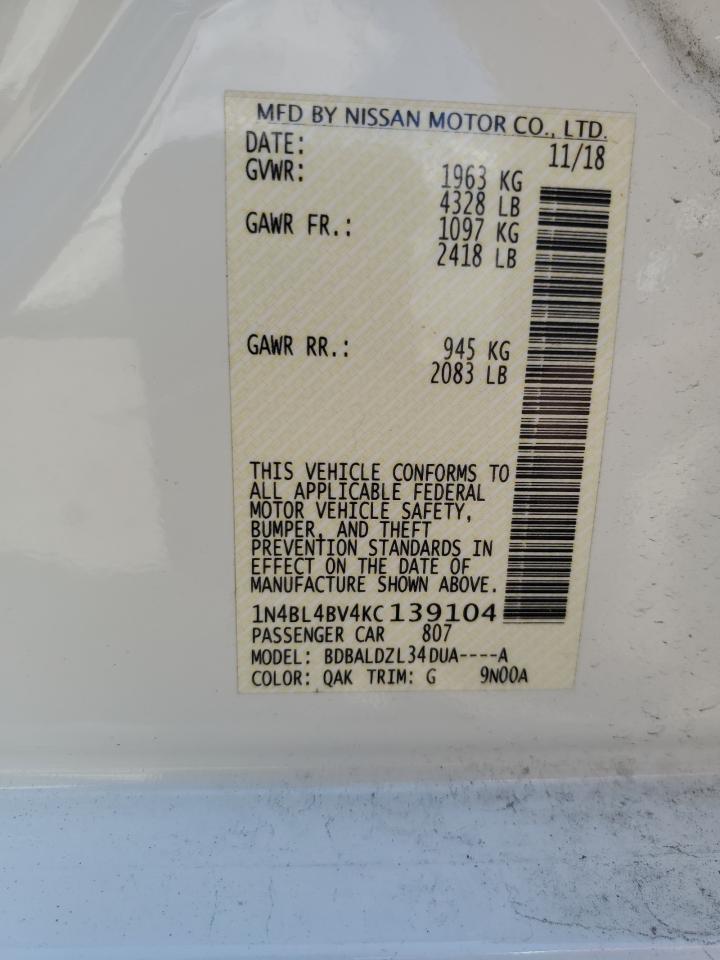 MFD BY NISSAN MOTOR CO., LTD.
DATE: 11/18
GVWR: 1963 KG
4328 LB
GAWR FR.: 1097 KG
2418 LB
GAWR RR.: 945 KG
2083 LB
THIS VEHICLE CONFORMS TO
ALL APPLICABLE FEDERAL
MOTOR VEHICLE SAFETY,
BUMPER, AND THEFT
PREVENTION STANDARDS IN
EFFECT ON THE DATE OF
MANUFACTURE SHOWN ABOVE.
1N4BL4BV4KC139104
PASSENGER CAR 807
MODEL: BDBALDZL34DUA----A
COLOR: QAK TRIM: G 9N00A